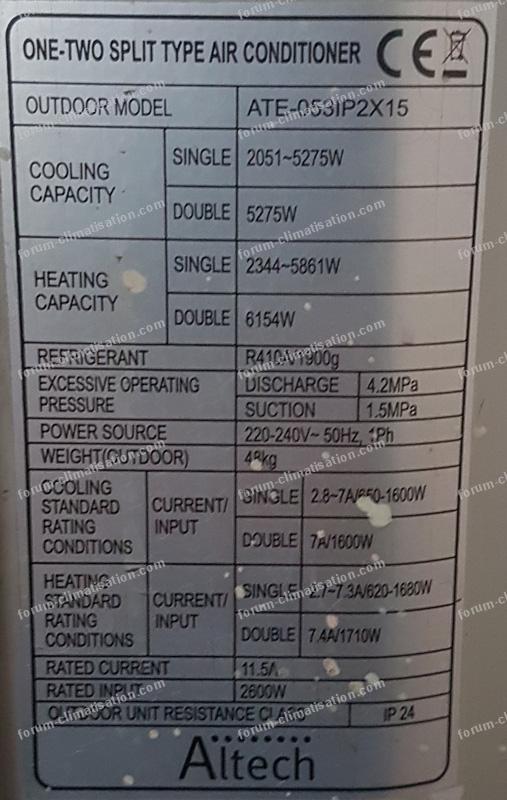 ONE-TWO SPLIT TYPE AIR CONDITIONER CE
OUTDOOR MODEL ATE-053IP2X15
COOLING CAPACITY SINGLE 2051~5275W
DOUBLE 5275W
HEATING CAPACITY SINGLE 2344~5861W
DOUBLE 6154W
REFRIGERANT R410A/1900g
EXCESSIVE OPERATING PRESSURE DISCHARGE 4.2MPa
SUCTION 1.5MPa
POWER SOURCE 220-240V~ 50Hz, 1Ph
WEIGHT(OUTDOOR) 48kg
COOLING STANDARD RATING CONDITIONS CURRENT/ INPUT SINGLE 2.8~7A/650-1600W
DOUBLE 7A/1600W
HEATING STANDARD RATING CONDITIONS CURRENT/ INPUT SINGLE 2.7~7.3A/620-1680W
DOUBLE 7.4A/1710W
RATED CURRENT 11.5A
RATED INPUT 2600W
OUTDOOR UNIT RESISTANCE CLASS IP 24
Altech
forum-climatisation.com